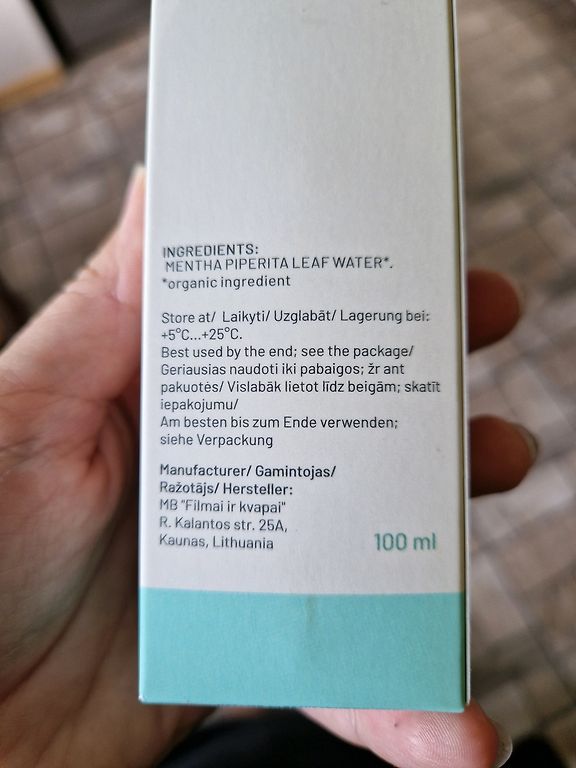 INGREDIENTS:
MENTHA PIPERITA LEAF WATER*.
*organic ingredient
Store at/ Laikyti/ Uzglabāt/ Lagerung bei:
+5°C...+25°C.
Best used by the end; see the package/
Geriausias naudoti iki pabaigos; žr ant
pakuotės/ Vislabāk lietot līdz beigām; skatīt
iepakojumu/
Am besten bis zum Ende verwenden;
siehe Verpackung
Manufacturer/ Gamintojas/
Ražotājs/ Hersteller:
MB "Filmai ir kvapai"
R. Kalantos str. 25A,
Kaunas, Lithuania
100 ml